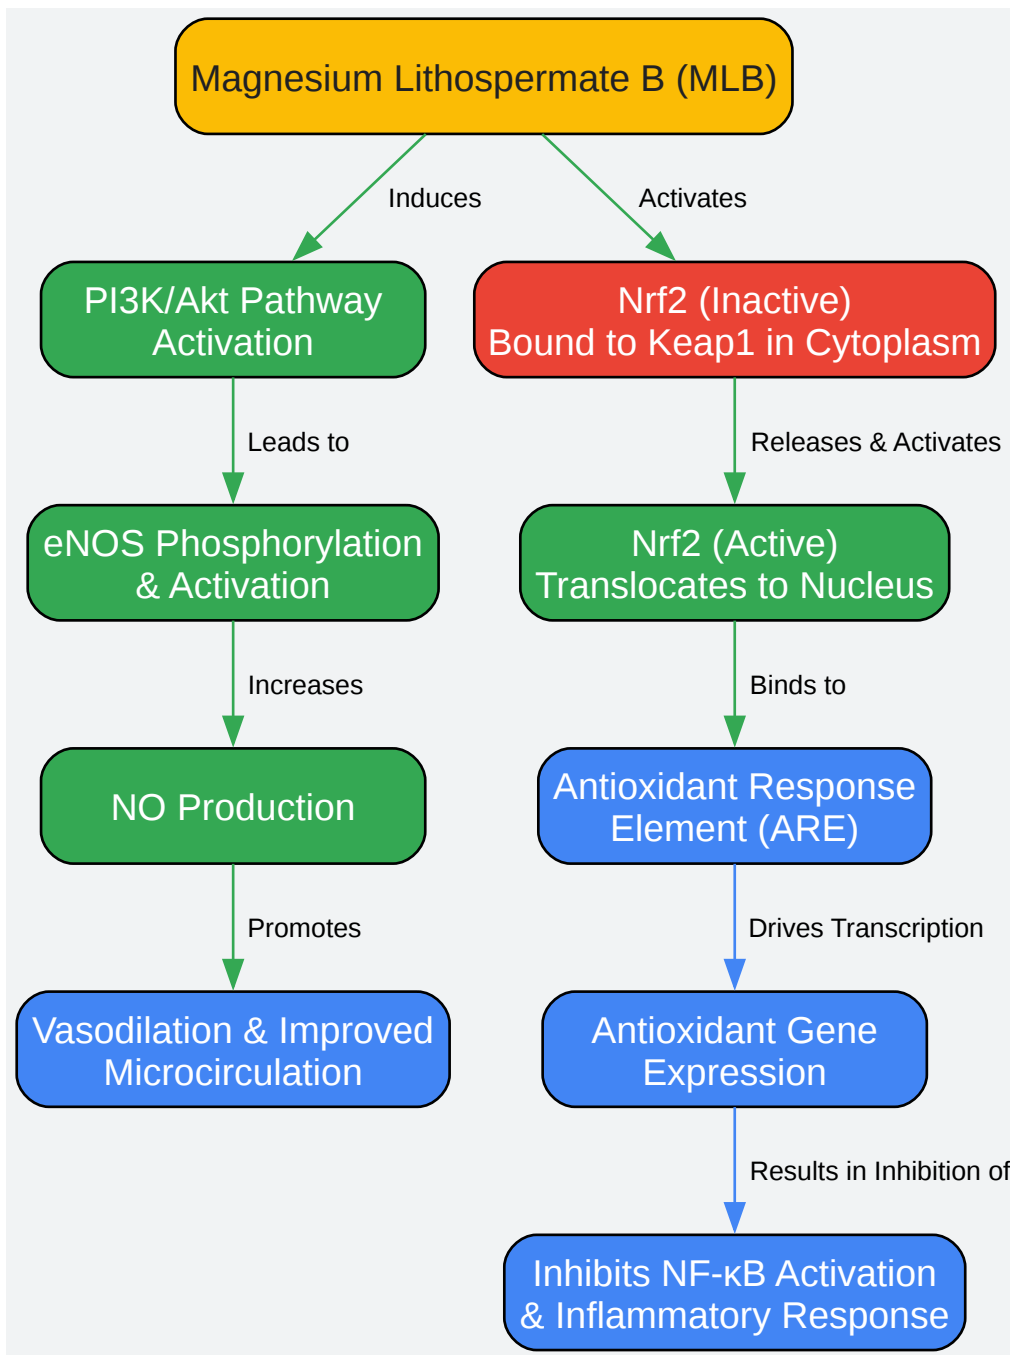 Magnesium Lithospermate B (MLB)
Induces
Activates
PI3K/Akt Pathway
Activation
Nrf2 (Inactive)
Bound to Keap1 in Cytoplasm
Leads to
Releases & Activates
eNOS Phosphorylation
& Activation
Nrf2 (Active)
Translocates to Nucleus
Increases
Binds to
NO Production
Antioxidant Response
Element (ARE)
Promotes
Drives Transcription
Vasodilation & Improved
Microcirculation
Antioxidant Gene
Expression
Results in Inhibition of
Inhibits NF-κB Activation
& Inflammatory Response